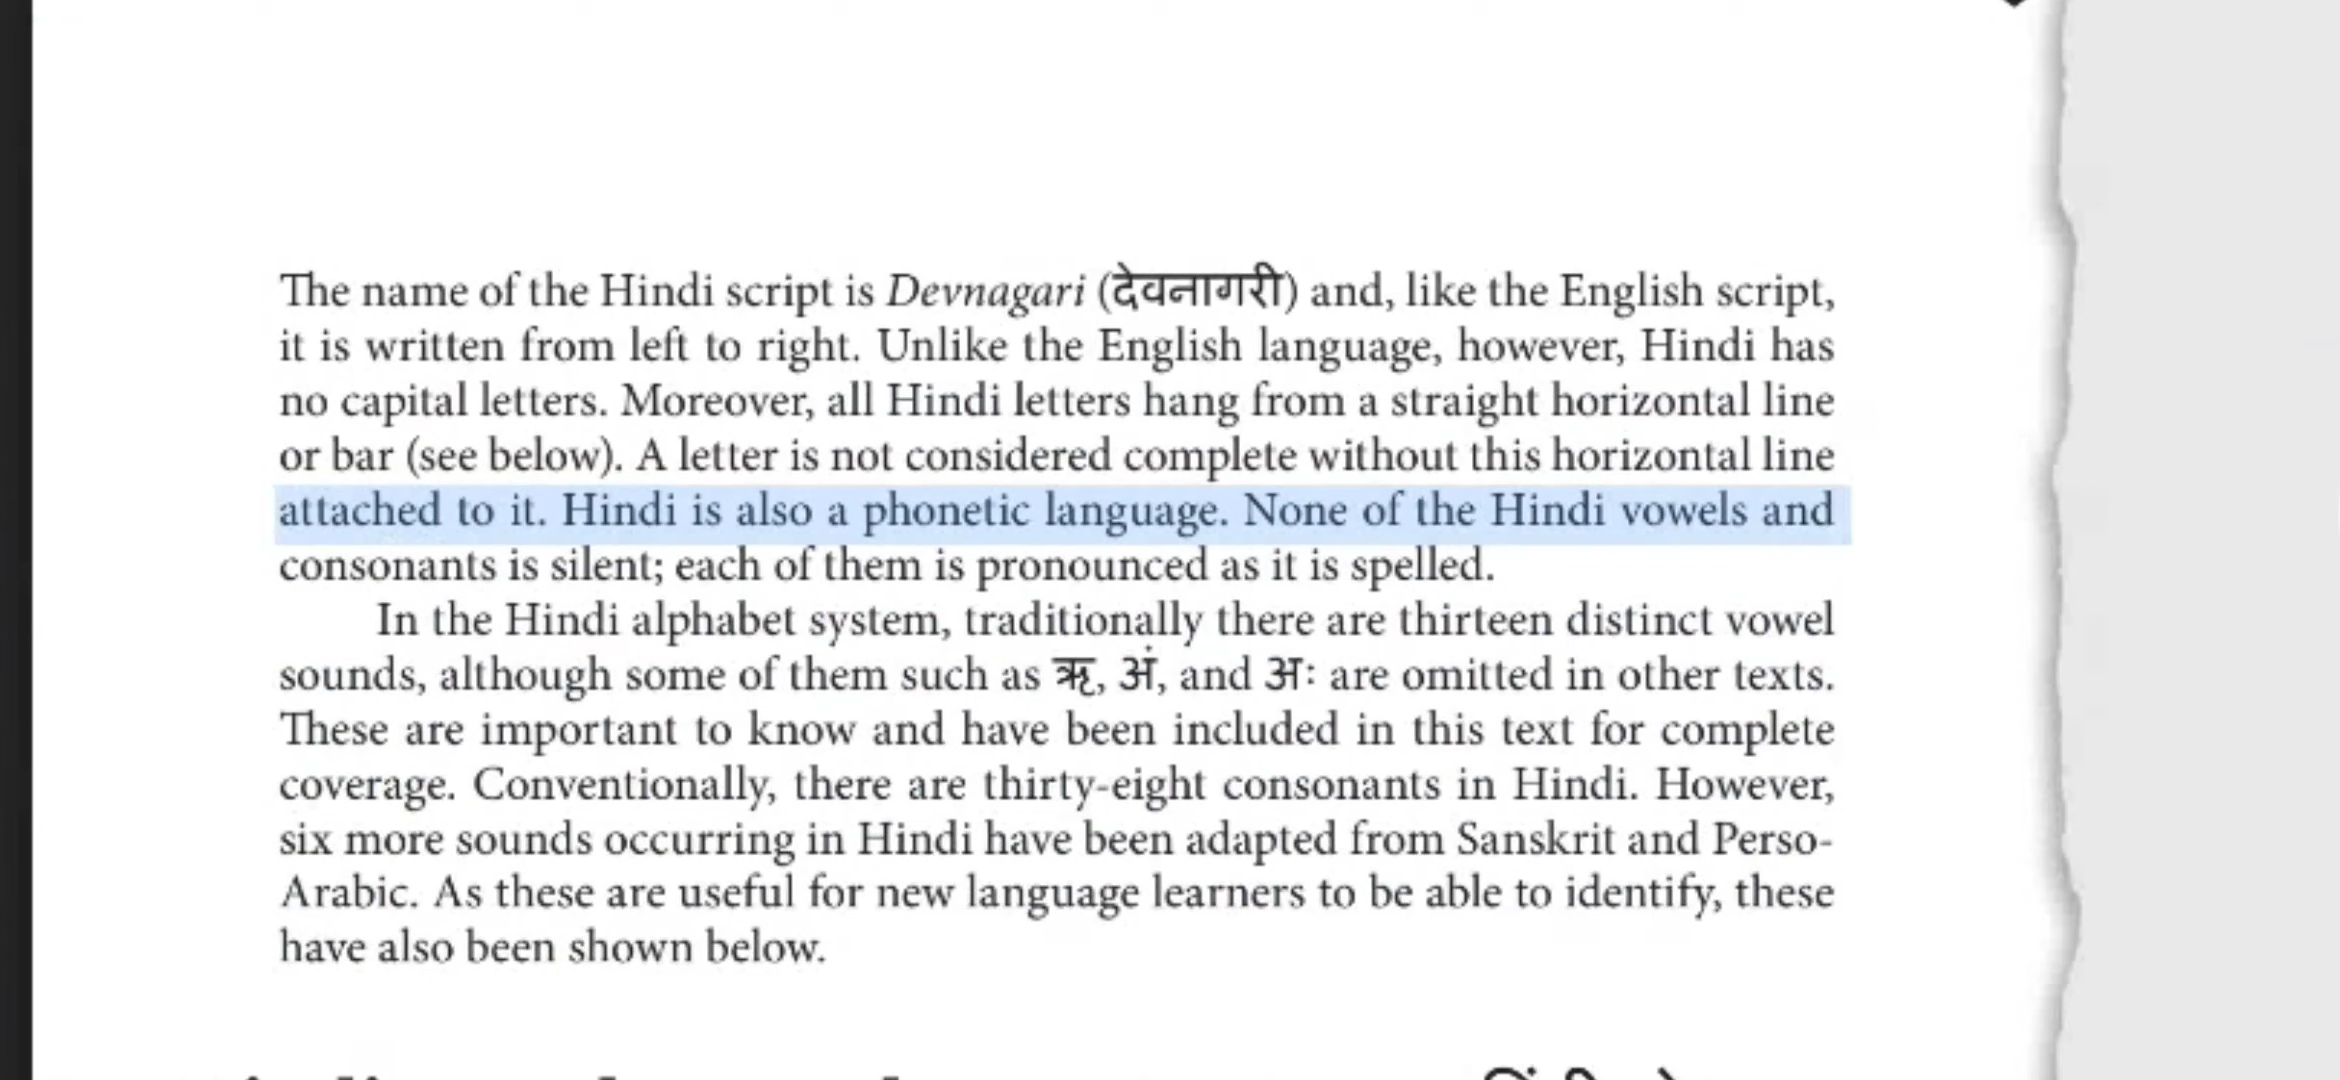 The name of the Hindi script is Devnagari (देवनागरी) and, like the English script,
it is written from left to right. Unlike the English language, however, Hindi has
no capital letters. Moreover, all Hindi letters hang from a straight horizontal line
or bar (see below). A letter is not considered complete without this horizontal line
attached to it. Hindi is also a phonetic language. None of the Hindi vowels and
consonants is silent; each of them is pronounced as it is spelled.
In the Hindi alphabet system, traditionally there are thirteen distinct vowel
sounds, although some of them such as ऋ, अं, and अः are omitted in other texts.
These are important to know and have been included in this text for complete
coverage. Conventionally, there are thirty-eight consonants in Hindi. However,
six more sounds occurring in Hindi have been adapted from Sanskrit and Perso-
Arabic. As these are useful for new language learners to be able to identify, these
have also been shown below.